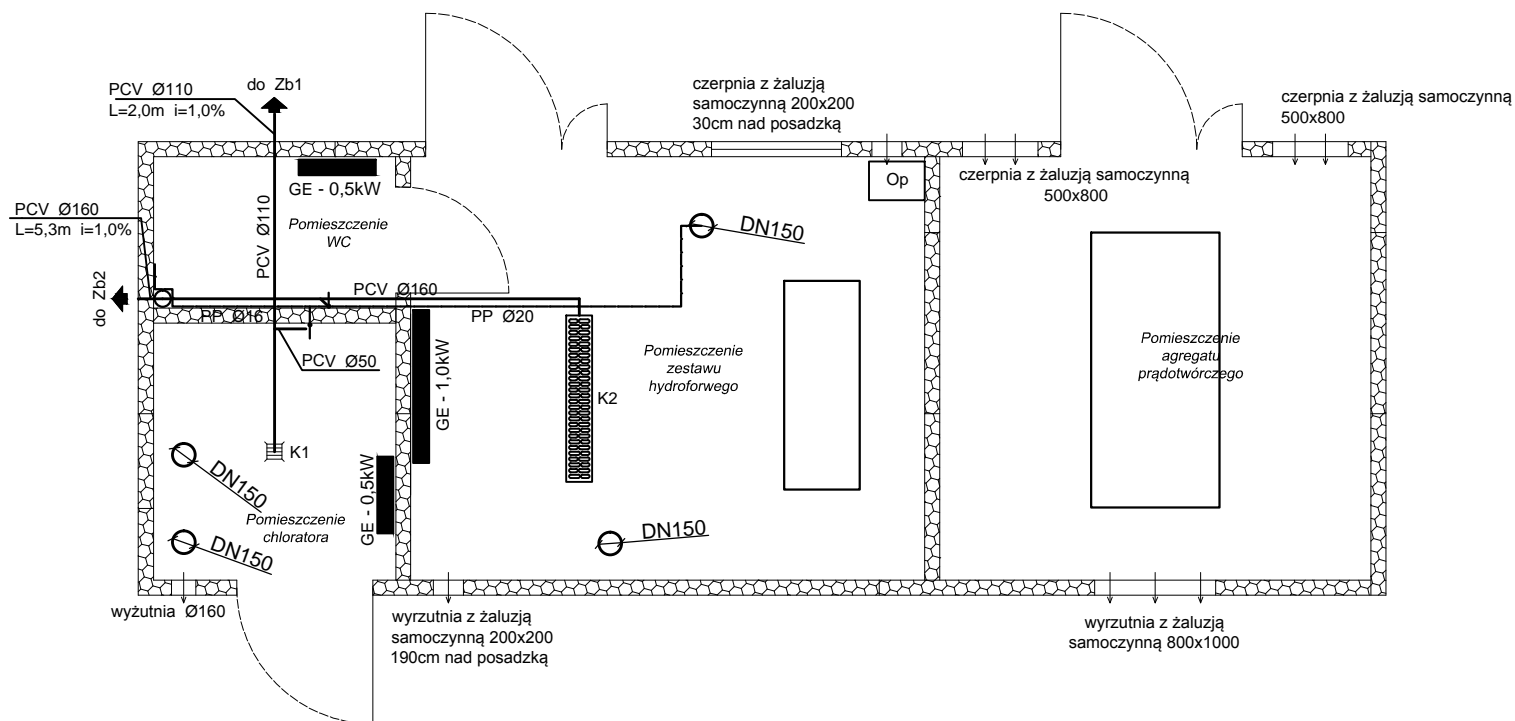 PCV Ø110
L=2,0m i=1,0%
do Zb1
czerpnia z żaluzją
samoczynną 200x200
30cm nad posadzką
czerpnia z żaluzją samoczynną
500x800
czerpnia z żaluzją samoczynną
500x800
Op
GE - 0,5kW
PCV Ø110
Pomieszczenie
WC
PCV Ø160
L=5,3m i=1,0%
do Zb2
DN150
PCV Ø160
PP Ø16
PP Ø20
PCV Ø50
GE - 1,0kW
K2
Pomieszczenie
zestawu
hydroforwego
Pomieszczenie
agregatu
prądotwórczego
K1
DN150
GE - 0,5kW
Pomieszczenie
chloratora
DN150
DN150
wyżutnia Ø160
wyrzutnia z żaluzją
samoczynną 200x200
190cm nad posadzką
wyrzutnia z żaluzją
samoczynną 800x1000